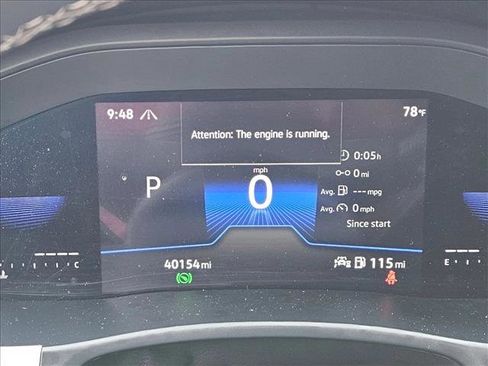 9:48
78°F
Attention: The engine is running.
0:05 h
mph
0 mi
P
0
Avg. --- mpg
Avg. 0 mph
Since start
C
40154 mi
115 mi
E